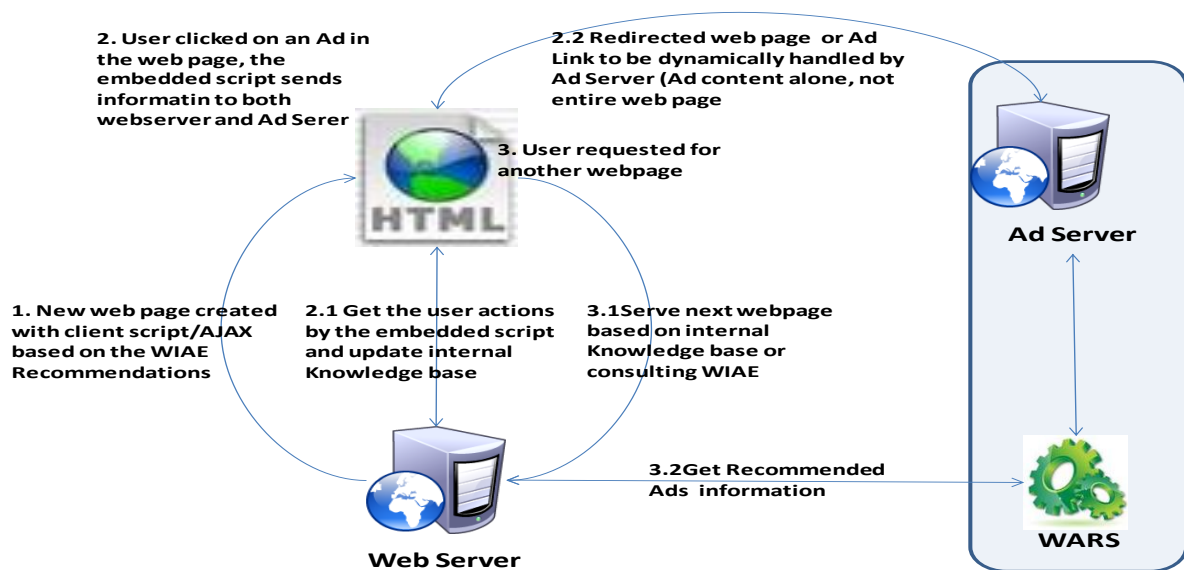 2. User clicked on an Ad in
the web page, the
embedded script sends
informatin to both
webserver and Ad Serer
2.2 Redirected web page or Ad
Link to be dynamically handled by
Ad Server (Ad content alone, not
entire web page
3. User requested for
another webpage
HTML
Ad Server
1. New web page created
with client script/AJAX
based on the WIAE
Recommendations
2.1 Get the user actions
by the embedded script
and update internal
Knowledge base
3.1Serve next webpage
based on internal
Knowledge base or
consulting WIAE
3.2Get Recommended
Ads information
Web Server
WARS